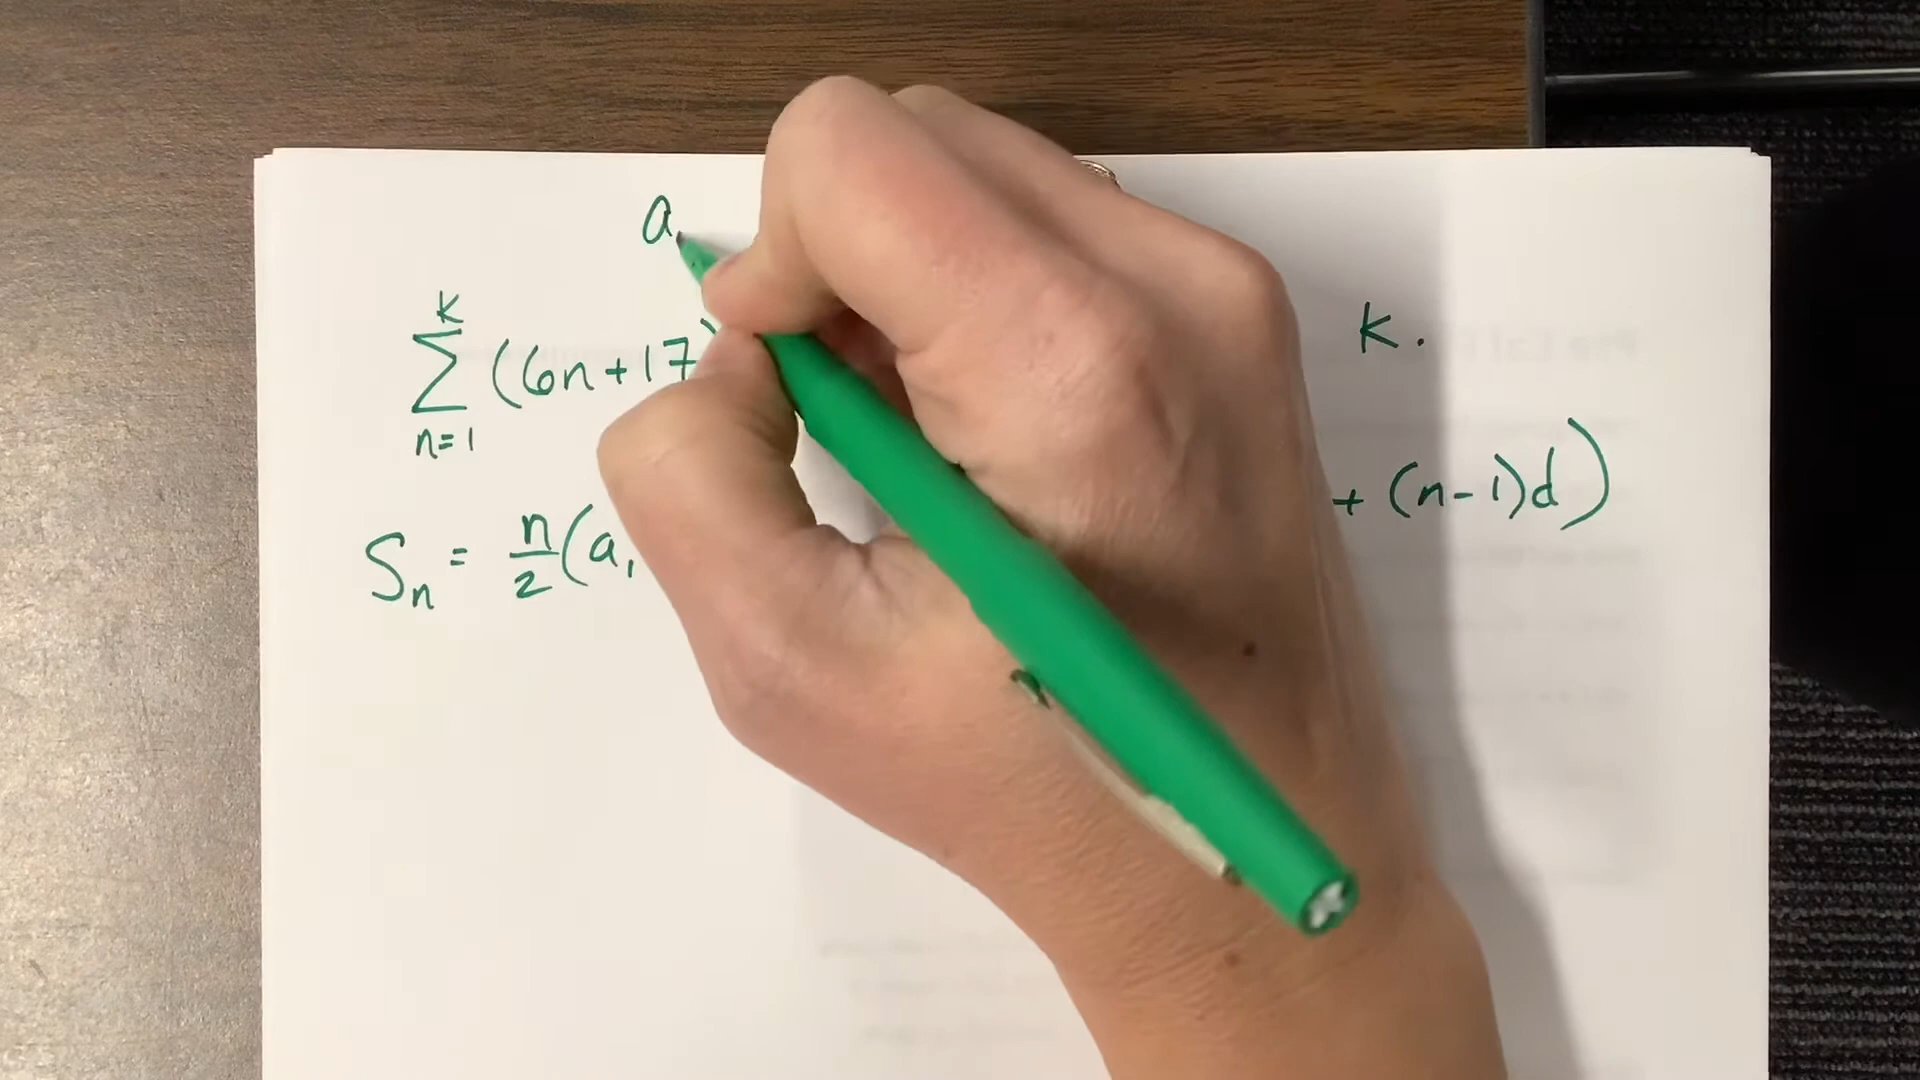 a,
k
∑ (6n+17) k.
n=1
+ (n-1)d)
Sn = n/2 (a,